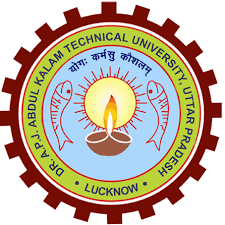 DR. A.P.J. ABDUL KALAM TECHNICAL UNIVERSITY, UTTAR PRADESH
योगः कर्मसु कौशलम्
LUCKNOW